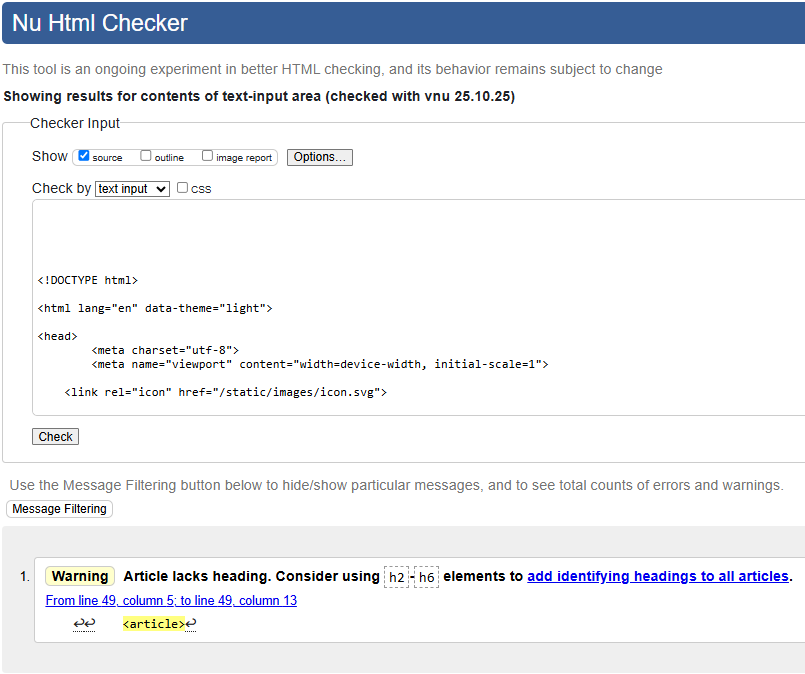 Nu Html Checker
This tool is an ongoing experiment in better HTML checking, and its behavior remains subject to change
Showing results for contents of text-input area (checked with vnu 25.10.25)
Checker Input
Show source outline image report Options...
Check by text input css
<!DOCTYPE html>
<html lang="en" data-theme="light">
<head>
<meta charset="utf-8">
<meta name="viewport" content="width=device-width, initial-scale=1">
<link rel="icon" href="/static/images/icon.svg">
Check
Use the Message Filtering button below to hide/show particular messages, and to see total counts of errors and warnings.
Message Filtering
1. Warning Article lacks heading. Consider using h2-h6 elements to add identifying headings to all articles.
From line 49, column 5; to line 49, column 13
↩↩ <article>↩